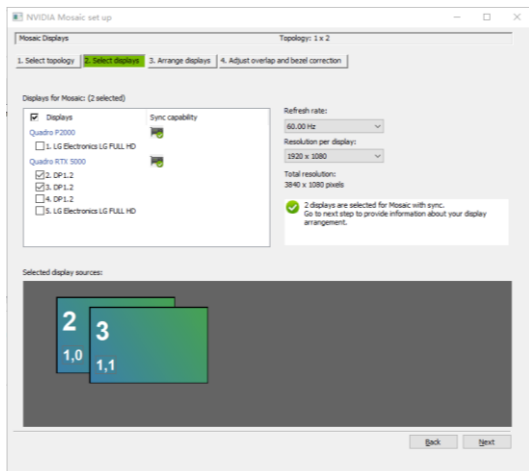 NVIDIA Mosaic set up
Mosaic Displays
Topology: 1 x 2
1. Select topology
2. Select displays
3. Arrange displays
4. Adjust overlap and bezel correction
Displays for Mosaic: (2 selected)
Displays
Sync capability
Quadro P2000
1. LG Electronics LG FULL HD
Quadro RTX 5000
2. DP1.2
3. DP1.2
4. DP1.2
5. LG Electronics LG FULL HD
Refresh rate:
60.00 Hz
Resolution per display:
1920 x 1080
Total resolution:
3840 x 1080 pixels
2 displays are selected for Mosaic with sync.
Go to next step to provide information about your display
arrangement.
Selected display sources:
2
1,0
3
1,1
Back
Next